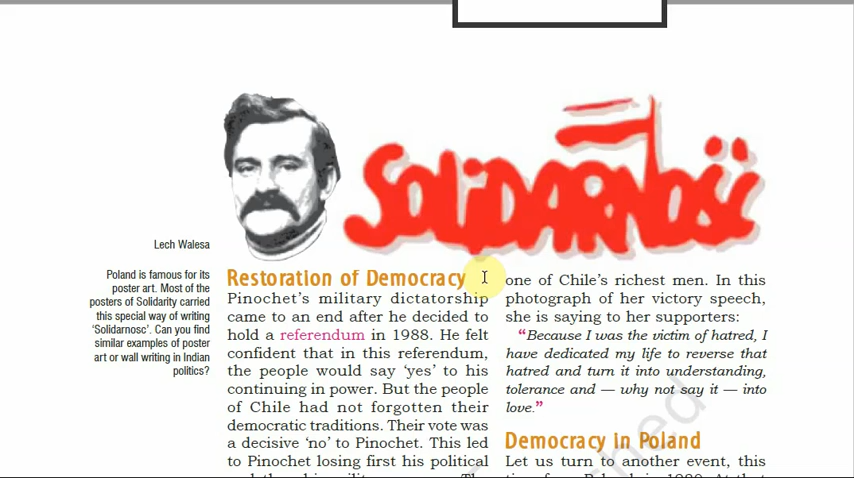 SOLIDARNOŚĆ
Lech Walesa
Poland is famous for its
poster art. Most of the
posters of Solidarity carried
this special way of writing
‘Solidarnosc’. Can you find
similar examples of poster
art or wall writing in Indian
politics?
Restoration of Democracy
Pinochet’s military dictatorship
came to an end after he decided to
hold a referendum in 1988. He felt
confident that in this referendum,
the people would say ‘yes’ to his
continuing in power. But the people
of Chile had not forgotten their
democratic traditions. Their vote was
a decisive ‘no’ to Pinochet. This led
to Pinochet losing first his political
one of Chile’s richest men. In this
photograph of her victory speech,
she is saying to her supporters:
“Because I was the victim of hatred, I
have dedicated my life to reverse that
hatred and turn it into understanding,
tolerance and — why not say it — into
love.”
Democracy in Poland
Let us turn to another event, this